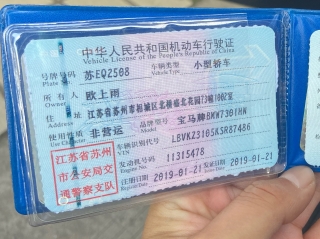 中华人民共和国机动车行驶证
Vehicle License of the People's Republic of China
号牌号码 苏EQ2508 车辆类型 小型轿车
Plate No. Vehicle Type
所有人 欧上雨
Owner
住址 江苏省苏州市相城区北桥临北花园73幢102室
Address
使用性质 非营运 品牌型号 宝马牌BMW7301HN
Use Character Model
江苏省苏州市公安局交通警察支队
车辆识别代号 LBVKZ3105KSR87486
VIN
发动机号码 11315478
Engine No.
注册日期 2019-01-21 发证日期 2019-01-21
Register Date Issue Date